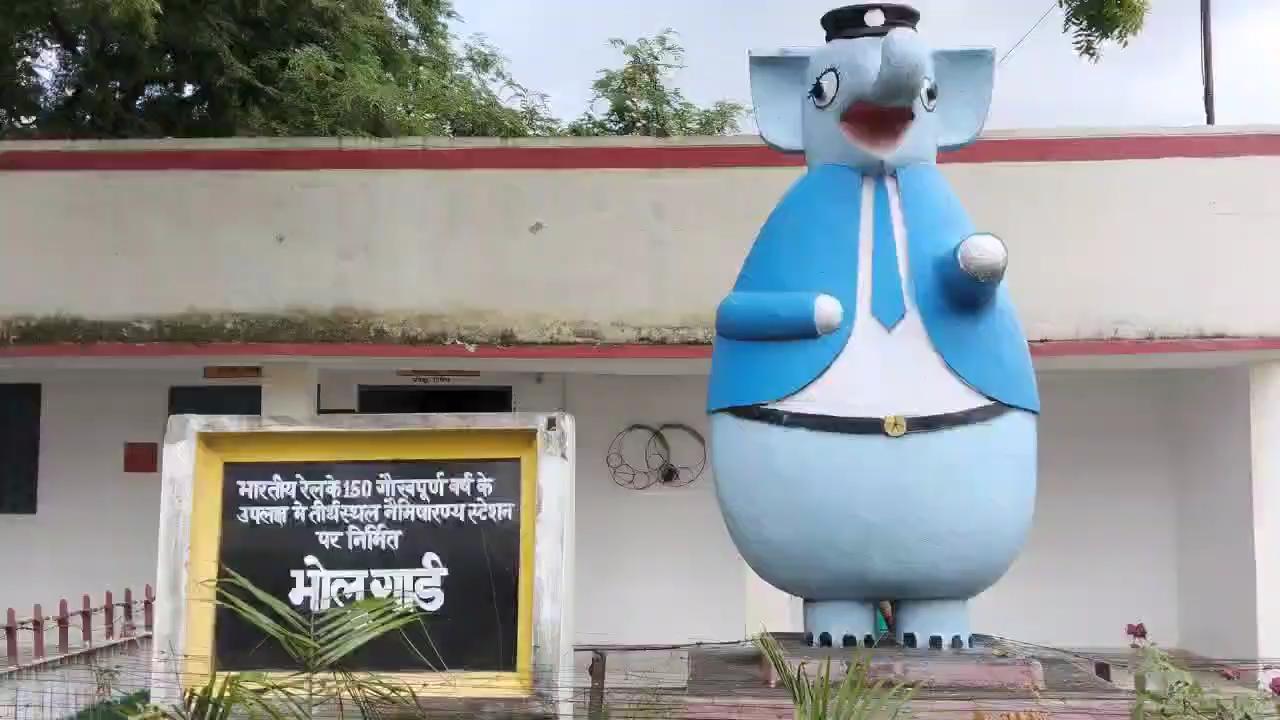 भारतीय रेल के 150 गौरवपूर्ण वर्ष के
उपलक्ष मे तीर्थस्थल नैमिषारण्य स्टेशन
पर निर्मित
भोलू गार्ड